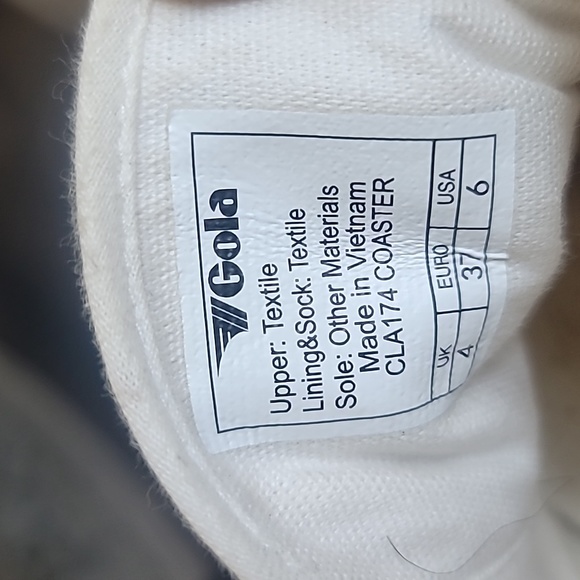 Gola
Upper: Textile
Lining&Sock: Textile
Sole: Other Materials
Made in Vietnam
CLA174 COASTER
UK EURO USA
4 37 6